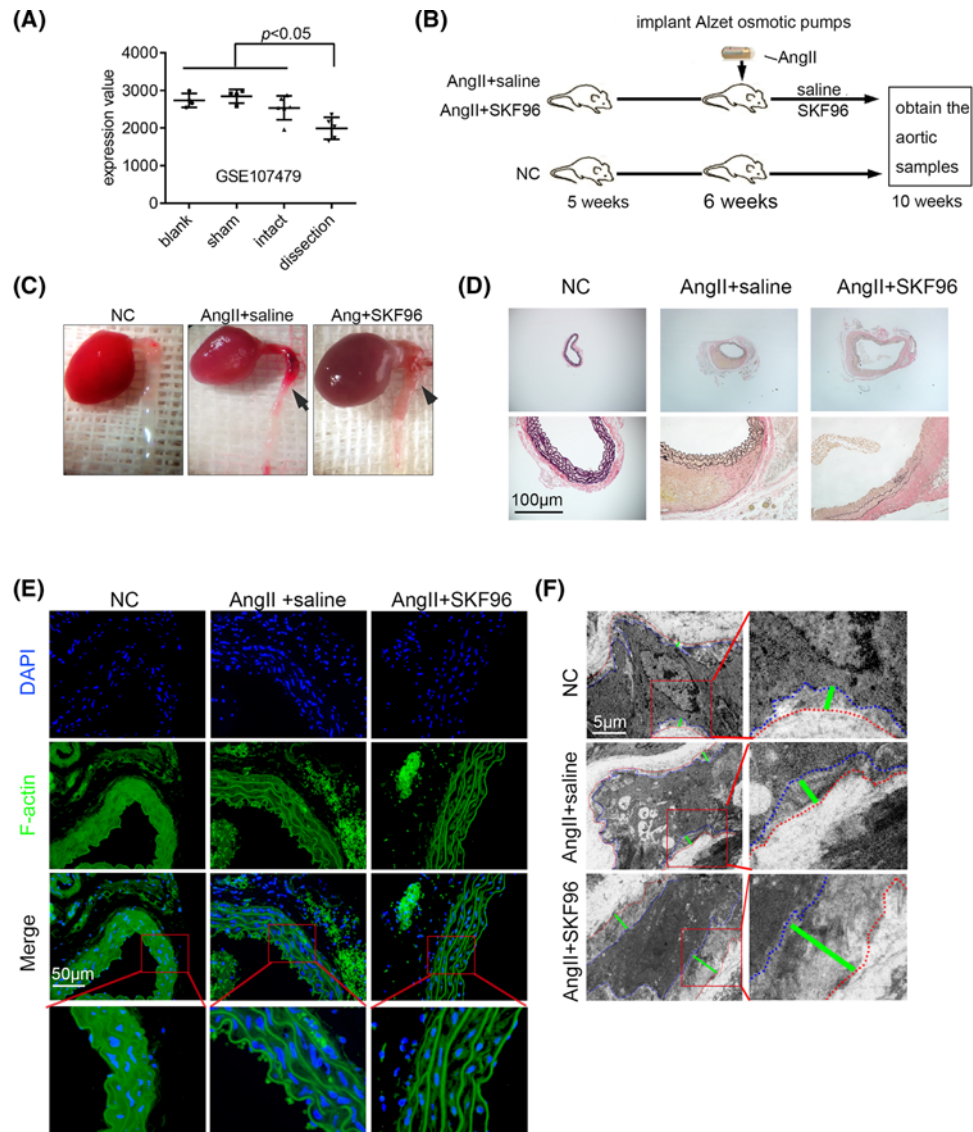 (A)
p<0.05
expression value
4000
3000
2000
1000
0
GSE107479
blank
sham
intact
dissection
(B)
implant Alzet osmotic pumps
AngII
AngII+saline
AngII+SKF96
saline
SKF96
obtain the
aortic
samples
NC
5 weeks
6 weeks
10 weeks
(C)
NC
AngII+saline
Ang+SKF96
(D)
NC
AngII+saline
AngII+SKF96
100μm
(E)
NC
AngII +saline
AngII+SKF96
DAPI
F-actin
Merge
50μm
(F)
NC
5μm
AngII+saline
AngII+SKF96